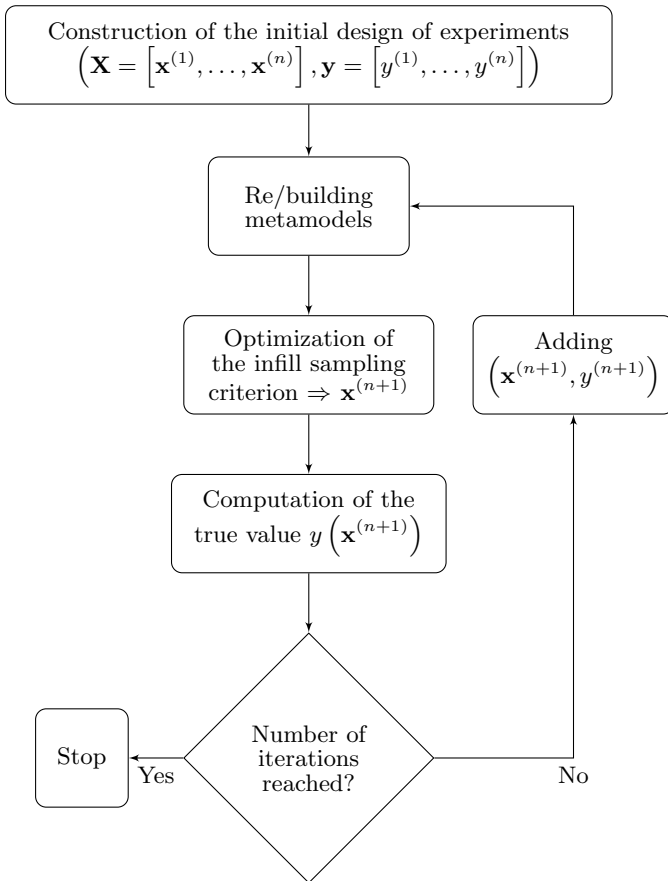 Construction of the initial design of experiments
(𝐗 = [𝐱⁽¹⁾, …, 𝐱⁽ⁿ⁾], 𝐲 = [y⁽¹⁾, …, y⁽ⁿ⁾])
Re/building
metamodels
Optimization of
the infill sampling
criterion ⇒ 𝐱⁽ⁿ⁺¹⁾
Adding
(𝐱⁽ⁿ⁺¹⁾, y⁽ⁿ⁺¹⁾)
Computation of the
true value y (𝐱⁽ⁿ⁺¹⁾)
Number of
iterations
reached?
Stop
Yes
No